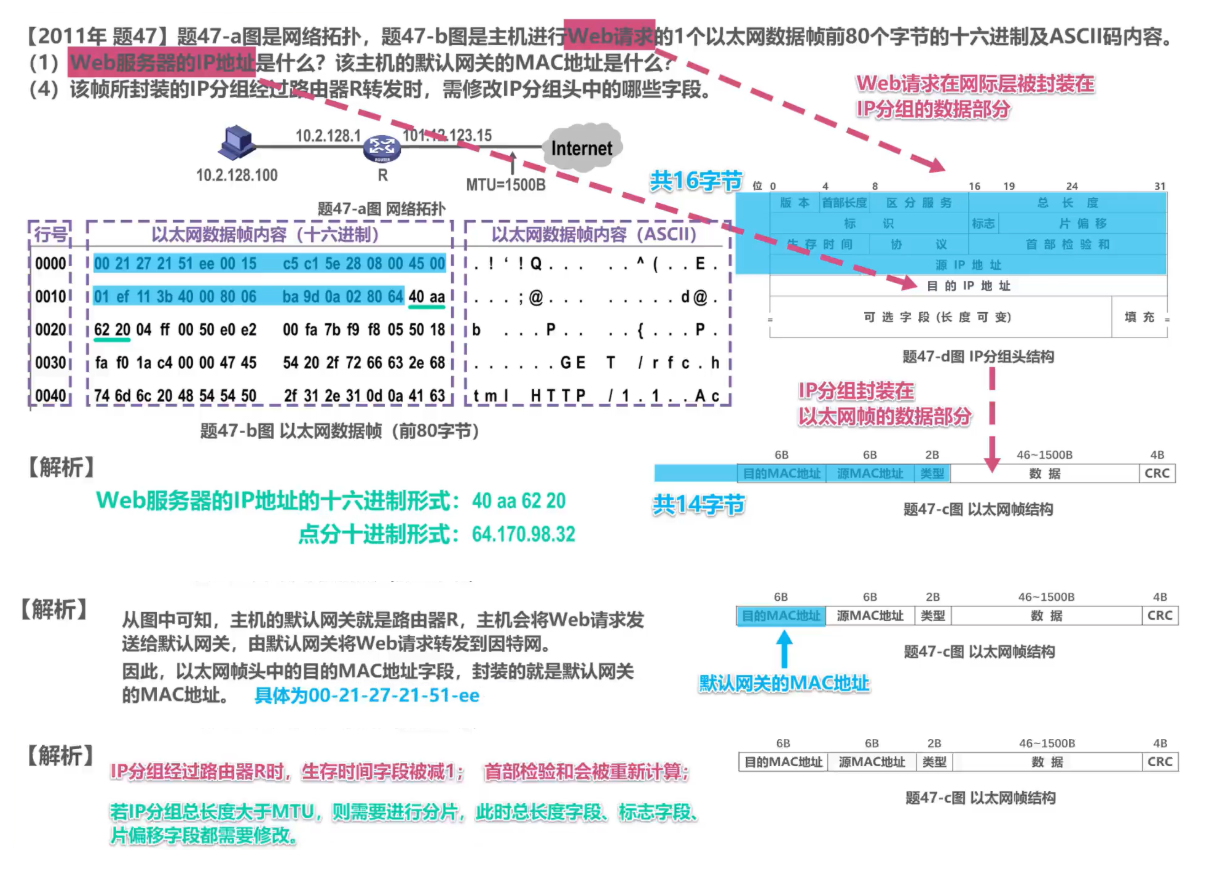 【2011年 题47】题47-a图是网络拓扑，题47-b图是主机进行Web请求的1个以太网数据帧前80个字节的十六进制及ASCII码内容。
（1）Web服务器的IP地址是什么？该主机的默认网关的MAC地址是什么？
（4）该帧所封装的IP分组经过路由器R转发时，需修改IP分组头中的哪些字段。
Web请求在网际层被封装在
IP分组的数据部分
10.2.128.1
101.12.123.15
Internet
ROUTER
10.2.128.100
R
MTU=1500B
题47-a图 网络拓扑
共16字节
位 0 4 8 16 19 24 31
版 本 首部长度 区 分 服 务 总 长 度
标 识 标志 片 偏 移
生 存 时 间 协 议 首 部 检 验 和
源 IP 地 址
目 的 IP 地 址
可 选 字 段 (长 度 可 变) 填 充
题47-d图 IP分组头结构
行号 以太网数据帧内容（十六进制） 以太网数据帧内容（ASCII）
0000 00 21 27 21 51 ee 00 15 c5 c1 5e 28 08 00 45 00 . ! ' ! Q . . . . . ^ ( . . E .
0010 01 ef 11 3b 40 00 80 06 ba 9d 0a 02 80 64 40 aa . . . ; @ . . . . . . . . d @ .
0020 62 20 04 ff 00 50 e0 e2 00 fa 7b f9 f8 05 50 18 b . . . P . . . . { . . . P .
0030 fa f0 1a c4 00 00 47 45 54 20 2f 72 66 63 2e 68 . . . . . . G E T / r f c . h
0040 74 6d 6c 20 48 54 54 50 2f 31 2e 31 0d 0a 41 63 t m l H T T P / 1 . 1 . . A c
题47-b图 以太网数据帧（前80字节）
IP分组封装在
以太网帧的数据部分
6B 6B 2B 46~1500B 4B
目的MAC地址 源MAC地址 类型 数 据 CRC
共14字节
题47-c图 以太网帧结构
【解析】
Web服务器的IP地址的十六进制形式：40 aa 62 20
点分十进制形式：64.170.98.32
【解析】
从图中可知，主机的默认网关就是路由器R，主机会将Web请求发
送给默认网关，由默认网关将Web请求转发到因特网。
因此，以太网帧头中的目的MAC地址字段，封装的就是默认网关
的MAC地址。 具体为00-21-27-21-51-ee
6B 6B 2B 46~1500B 4B
目的MAC地址 源MAC地址 类型 数 据 CRC
题47-c图 以太网帧结构
默认网关的MAC地址
【解析】
IP分组经过路由器R时，生存时间字段被减1； 首部检验和会被重新计算；
若IP分组总长度大于MTU，则需要进行分片，此时总长度字段、标志字段、
片偏移字段都需要修改。
6B 6B 2B 46~1500B 4B
目的MAC地址 源MAC地址 类型 数 据 CRC
题47-c图 以太网帧结构